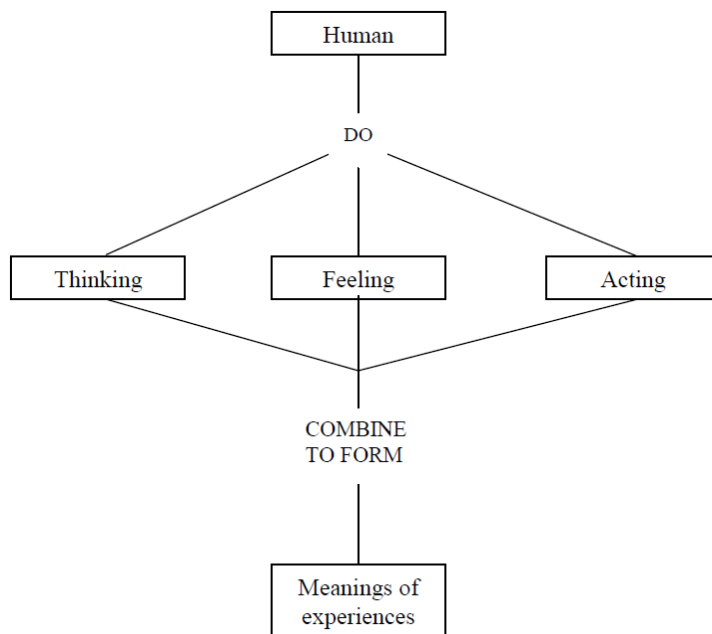 Human
DO
Thinking
Feeling
Acting
COMBINE
TO FORM
Meanings of
experiences